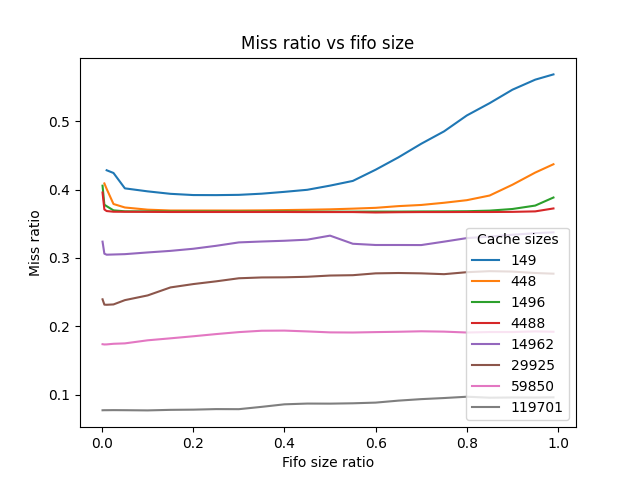 Miss ratio vs fifo size
Miss ratio
0.5
0.4
0.3
0.2
0.1
0.0 0.2 0.4 0.6 0.8 1.0
Fifo size ratio
Cache sizes
149
448
1496
4488
14962
29925
59850
119701